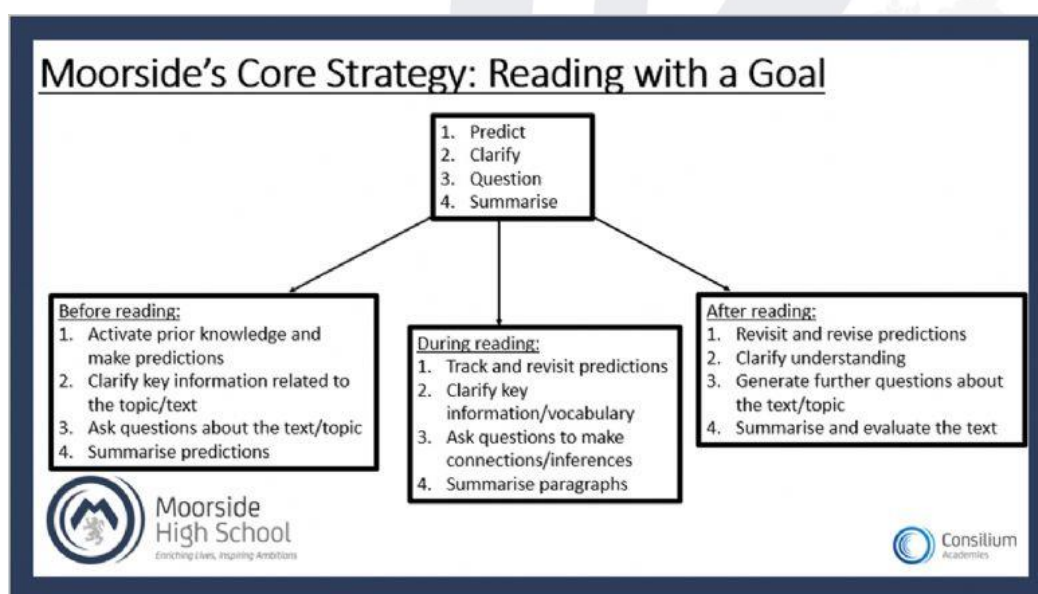 Moorside's Core Strategy: Reading with a Goal
1. Predict
2. Clarify
3. Question
4. Summarise
Before reading:
1. Activate prior knowledge and
make predictions
2. Clarify key information related to
the topic/text
3. Ask questions about the text/topic
4. Summarise predictions
During reading:
1. Track and revisit predictions
2. Clarify key
information/vocabulary
3. Ask questions to make
connections/inferences
4. Summarise paragraphs
After reading:
1. Revisit and revise predictions
2. Clarify understanding
3. Generate further questions about
the text/topic
4. Summarise and evaluate the text
Moorside
High School
Enriching Lives, Inspiring Ambitions
Consilium
Academies